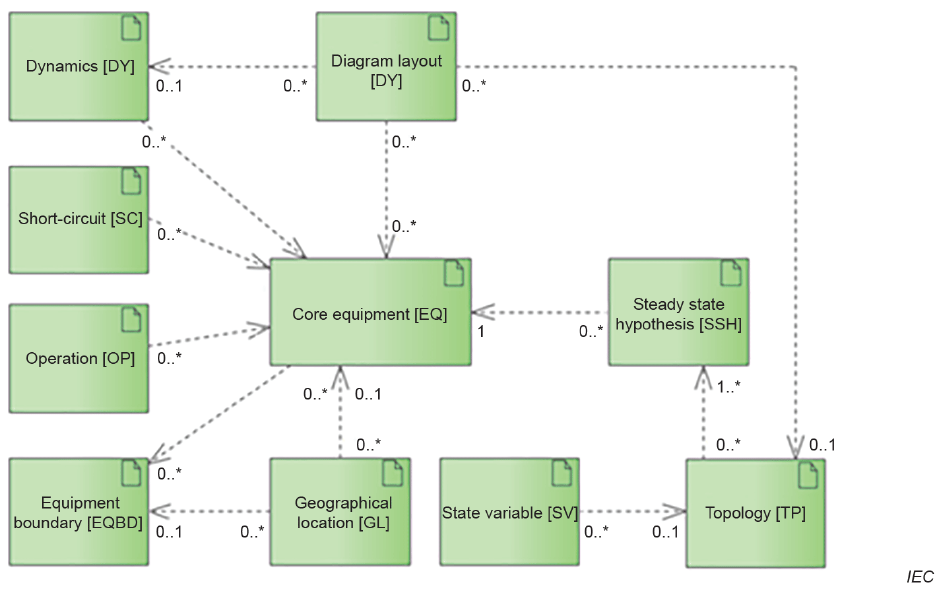 Dynamics [DY]
0..1
0..*
Diagram layout
[DY]
0..*
0..*
0..*
Short-circuit [SC]
0..*
0..*
Core equipment [EQ]
1
0..*
Steady state
hypothesis [SSH]
Operation [OP]
0..*
0..*
0..1
1..*
0..*
0..*
0..*
0..1
Equipment
boundary [EQBD]
0..1
0..*
Geographical
location [GL]
State variable [SV]
0..*
0..1
Topology [TP]
IEC